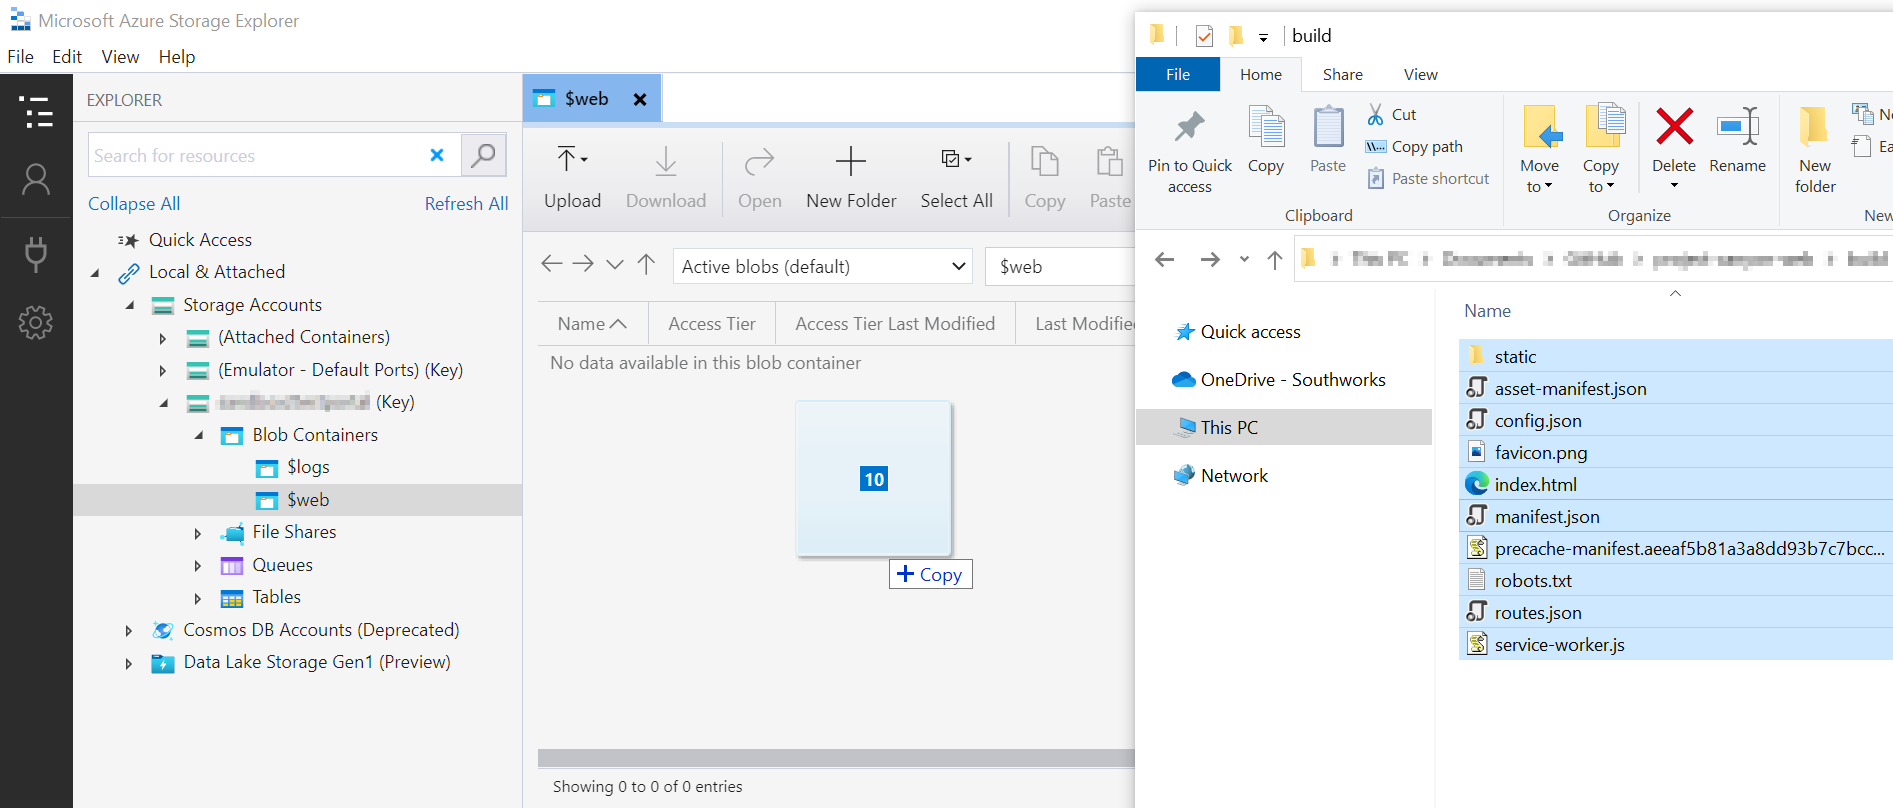 Microsoft Azure Storage Explorer
File Edit View Help
EXPLORER
Search for resources
Collapse All Refresh All
Quick Access
Local & Attached
Storage Accounts
(Attached Containers)
(Emulator - Default Ports) (Key)
(Key)
Blob Containers
$logs
$web
File Shares
Queues
Tables
Cosmos DB Accounts (Deprecated)
Data Lake Storage Gen1 (Preview)
$web
Upload Download Open New Folder Select All Copy Paste
Active blobs (default) $web
Name Access Tier Access Tier Last Modified Last Modified
No data available in this blob container
10
Copy
Showing 0 to 0 of 0 entries
build
File Home Share View
Pin to Quick access
Copy
Paste
Cut
Copy path
Paste shortcut
Clipboard
Move to
Copy to
Delete
Rename
Organize
New folder
New
Quick access
OneDrive - Southworks
This PC
Network
Name
static
asset-manifest.json
config.json
favicon.png
index.html
manifest.json
precache-manifest.aeeaf5b81a3a8dd93b7c7bcc...
robots.txt
routes.json
service-worker.js